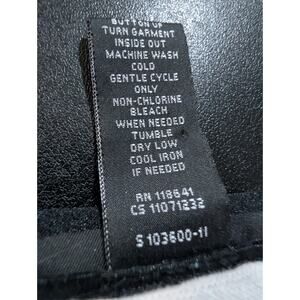 BUTTON UP
TURN GARMENT
INSIDE OUT
MACHINE WASH
COLD
GENTLE CYCLE
ONLY
NON-CHLORINE
BLEACH
WHEN NEEDED
TUMBLE
DRY LOW
COOL IRON
IF NEEDED
RN 118641
CS 11071232
S 103600-11